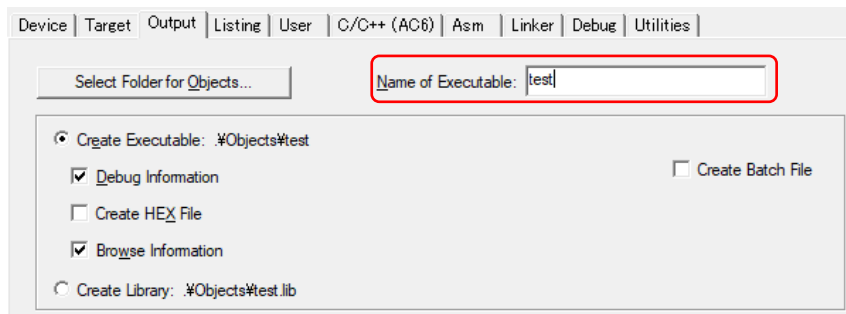 Device Target Output Listing User C/C++ (AC6) Asm Linker Debug Utilities
Select Folder for Objects... Name of Executable: test
Create Executable: .¥Objects¥test
Debug Information Create Batch File
Create HEX File
Browse Information
Create Library: .¥Objects¥test.lib